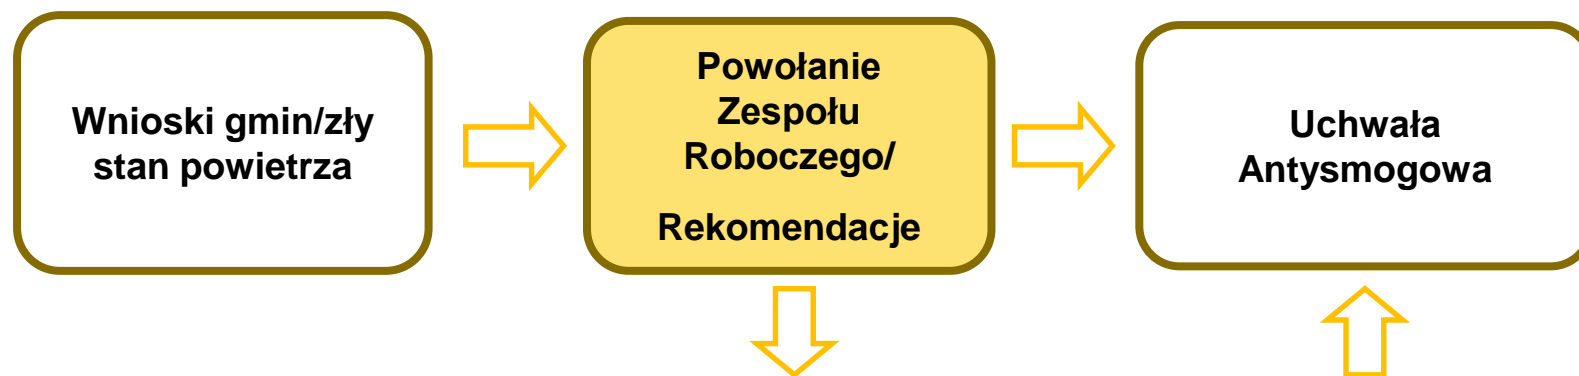 Wnioski gmin/zły
stan powietrza
Powołanie
Zespołu
Roboczego/
Rekomendacje
Uchwała
Antysmogowa